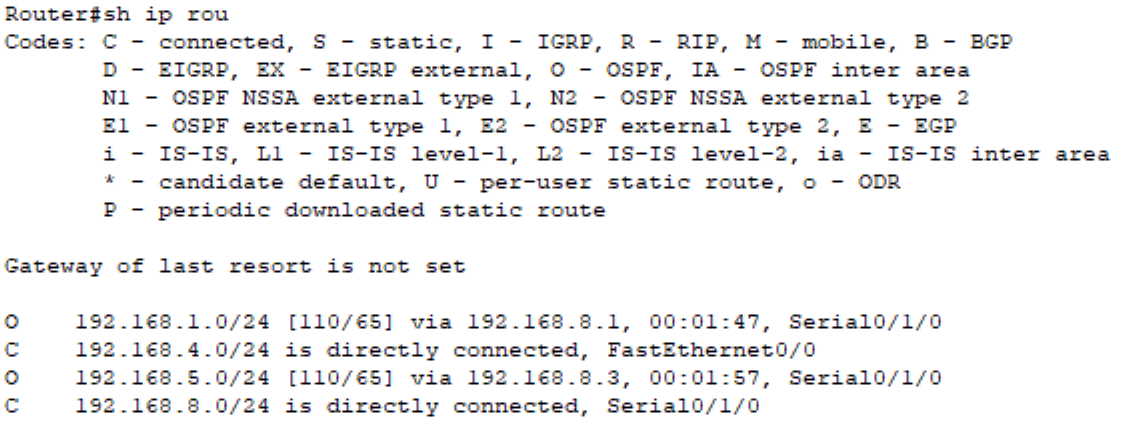 Router#sh ip rou
Codes: C - connected, S - static, I - IGRP, R - RIP, M - mobile, B - BGP
       D - EIGRP, EX - EIGRP external, O - OSPF, IA - OSPF inter area
       N1 - OSPF NSSA external type 1, N2 - OSPF NSSA external type 2
       E1 - OSPF external type 1, E2 - OSPF external type 2, E - EGP
       i - IS-IS, L1 - IS-IS level-1, L2 - IS-IS level-2, ia - IS-IS inter area
       * - candidate default, U - per-user static route, o - ODR
       P - periodic downloaded static route

Gateway of last resort is not set

O    192.168.1.0/24 [110/65] via 192.168.8.1, 00:01:47, Serial0/1/0
C    192.168.4.0/24 is directly connected, FastEthernet0/0
O    192.168.5.0/24 [110/65] via 192.168.8.3, 00:01:57, Serial0/1/0
C    192.168.8.0/24 is directly connected, Serial0/1/0